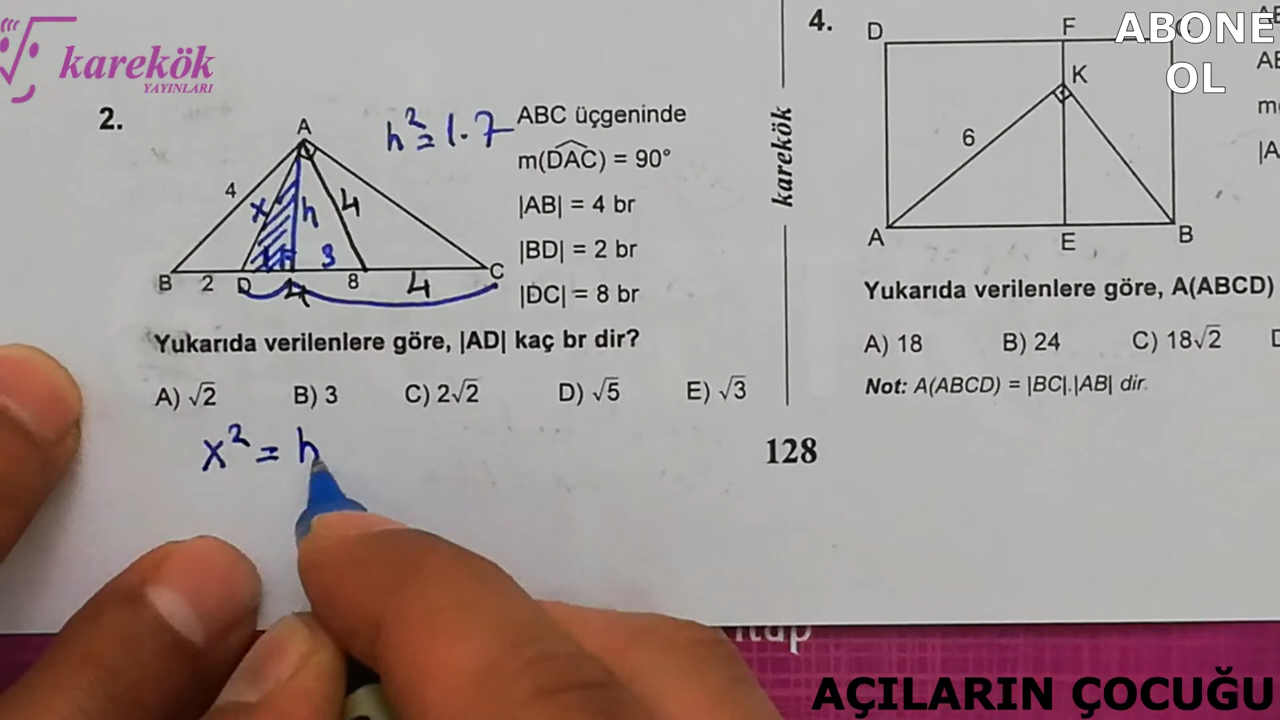 karekök
YAYINLARI
2.
A
4
x
h
4
1
3
B
2
D
4
8
4
C
h² = 1.7
ABC üçgeninde
m(DAC) = 90°
|AB| = 4 br
|BD| = 2 br
|DC| = 8 br
Yukarıda verilenlere göre, |AD| kaç br dir?
A) √2 B) 3 C) 2√2 D) √5 E) √3
x² = h
karekök
128
4.
D
F
K
6
A
E
B
ABONE
OL
Yukarıda verilenlere göre, A(ABCD)
A) 18 B) 24 C) 18√2
Not: A(ABCD) = |BC|.|AB| dir.
AÇILARIN ÇOCUĞU